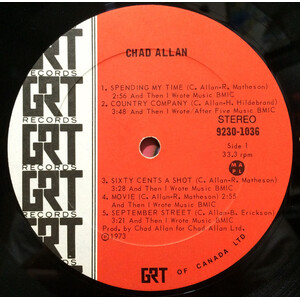 GRT
RECORDS
GRT
RECORDS
GRT
RECORDS
GRT
RECORDS
GRT
CHAD ALLAN
1. SPENDING MY TIME (C. Allan-R. Matheson)
2:56 And Then I Wrote Music BMIC
2. COUNTRY COMPANY (C. Allan-H. Hildebrand)
3:48 And Then I Wrote/After Five Music BMIC
STEREO
9230-1036
Side 1
33.3 rpm
3. SIXTY CENTS A SHOT (C. Allan-R. Matheson)
3:28 And Then I Wrote Music BMIC
4. MOVIE (C. Allan-R. Matheson) 2:55
And Then I Wrote Music BMIC
5. SEPTEMBER STREET (C. Allan-B. Erickson)
3:21 And Then I Wrote Music BMIC
Prod. by Chad Allan for Chad Allan Ltd.
GRT OF CANADA LTD